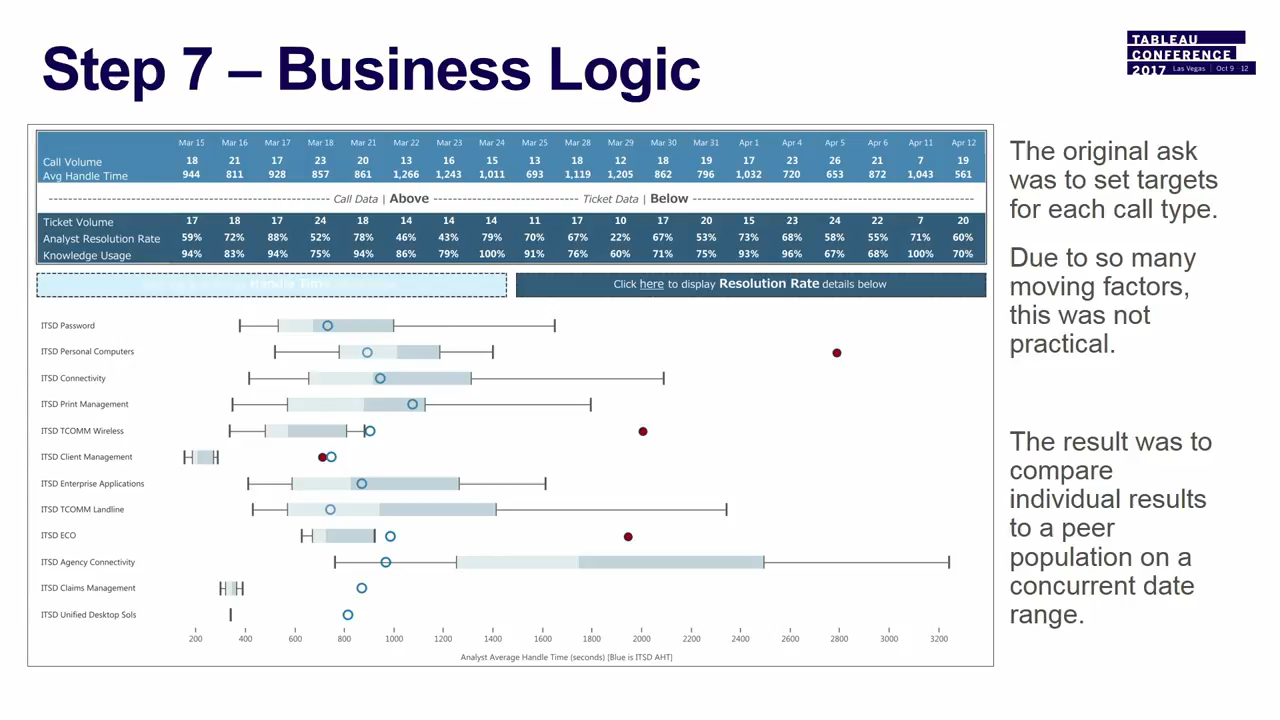 Step 7 – Business Logic
TABLEAU
CONFERENCE
2017 Las Vegas | Oct 9 - 12
Mar 15 Mar 16 Mar 17 Mar 18 Mar 21 Mar 22 Mar 23 Mar 24 Mar 25 Mar 28 Mar 29 Mar 30 Mar 31 Apr 1 Apr 4 Apr 5 Apr 6 Apr 11 Apr 12
Call Volume 18 21 17 23 20 13 16 15 13 18 12 18 19 17 23 26 21 7 19
Avg Handle Time 944 811 928 857 861 1,266 1,243 1,011 693 1,119 1,205 862 796 1,032 720 653 872 1,043 561
Call Data | Above Ticket Data | Below
Ticket Volume 17 18 17 24 18 14 14 14 11 17 10 17 20 15 23 24 22 7 20
Analyst Resolution Rate 59% 72% 88% 52% 78% 46% 43% 79% 70% 67% 22% 67% 53% 73% 68% 58% 55% 71% 60%
Knowledge Usage 94% 83% 94% 75% 94% 86% 79% 100% 91% 76% 60% 71% 75% 93% 96% 67% 68% 100% 70%
Handle Time
Click here to display Resolution Rate details below
ITSD Password
ITSD Personal Computers
ITSD Connectivity
ITSD Print Management
ITSD TCOMM Wireless
ITSD Client Management
ITSD Enterprise Applications
ITSD TCOMM Landline
ITSD ECO
ITSD Agency Connectivity
ITSD Claims Management
ITSD Unified Desktop Sols
200 400 600 800 1000 1200 1400 1600 1800 2000 2200 2400 2600 2800 3000 3200
Analyst Average Handle Time (seconds) [Blue is ITSD AHT]
The original ask
was to set targets
for each call type.
Due to so many
moving factors,
this was not
practical.
The result was to
compare
individual results
to a peer
population on a
concurrent date
range.